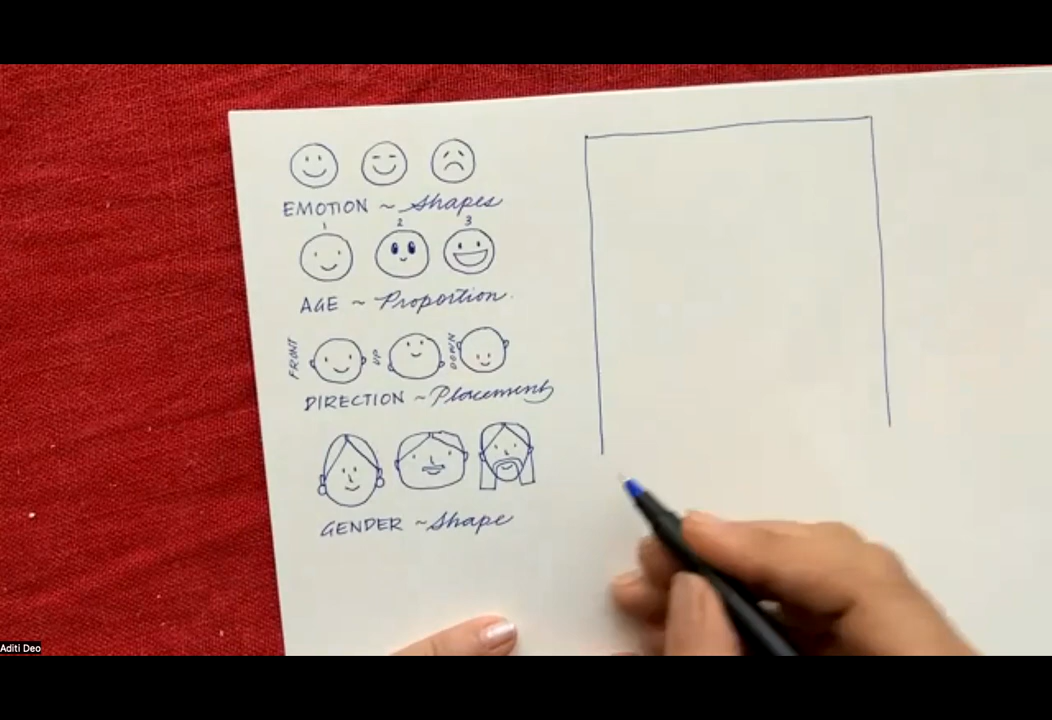 EMOTION ~ Shapes
1 2 3
AGE ~ Proportion.
FRONT UP DOWN
DIRECTION ~ Placement
GENDER ~ Shape
Aditi Deo